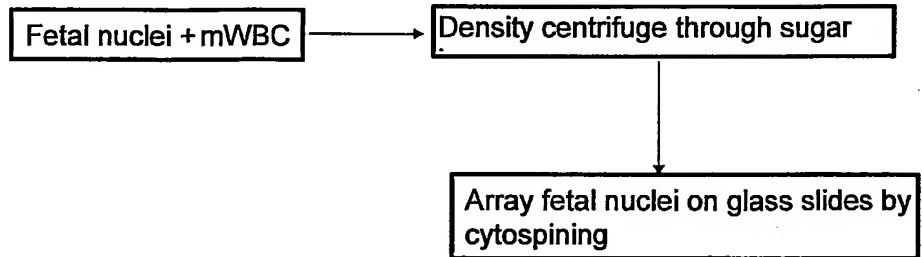 Fetal nuclei + mWBC
Density centrifuge through sugar
Array fetal nuclei on glass slides by
cytospining